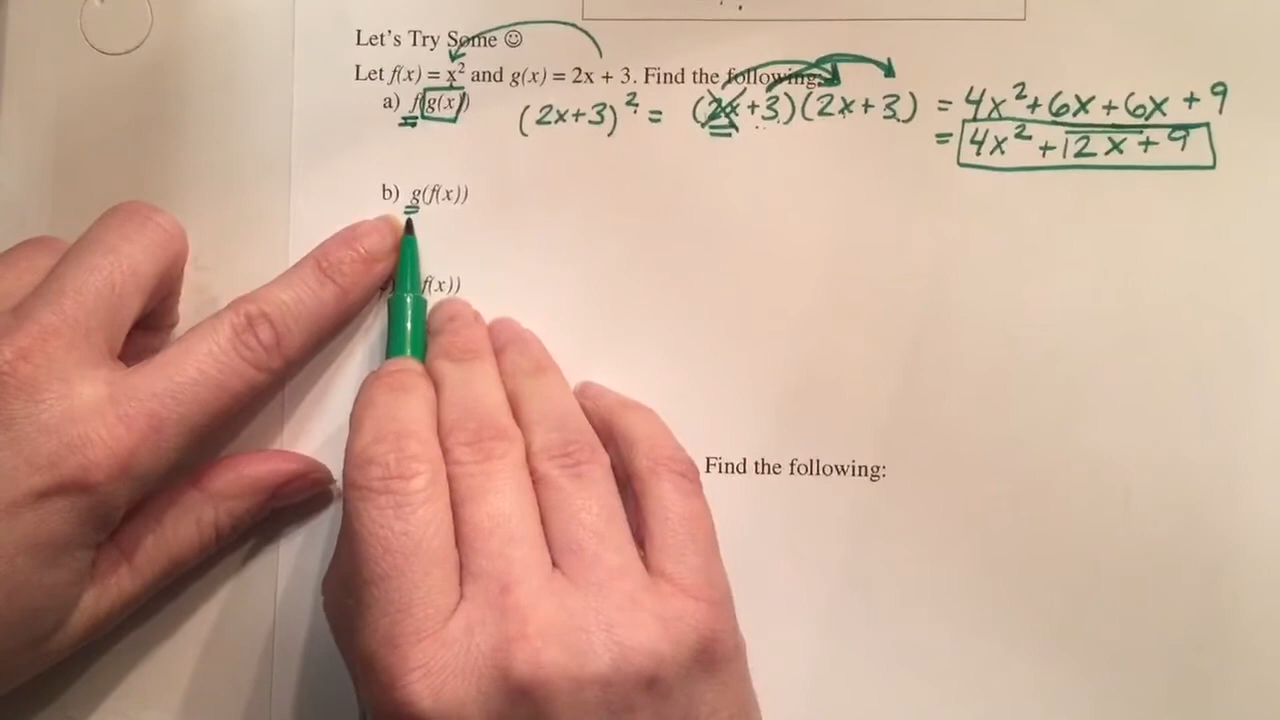 Let's Try Some ☺
Let f(x) = x² and g(x) = 2x + 3. Find the following:
a) f(g(x)) (2x+3)² = (2x+3)(2x+3) = 4x²+6x+6x+9
= 4x²+12x+9
b) g(f(x))
) f(x))
Find the following: